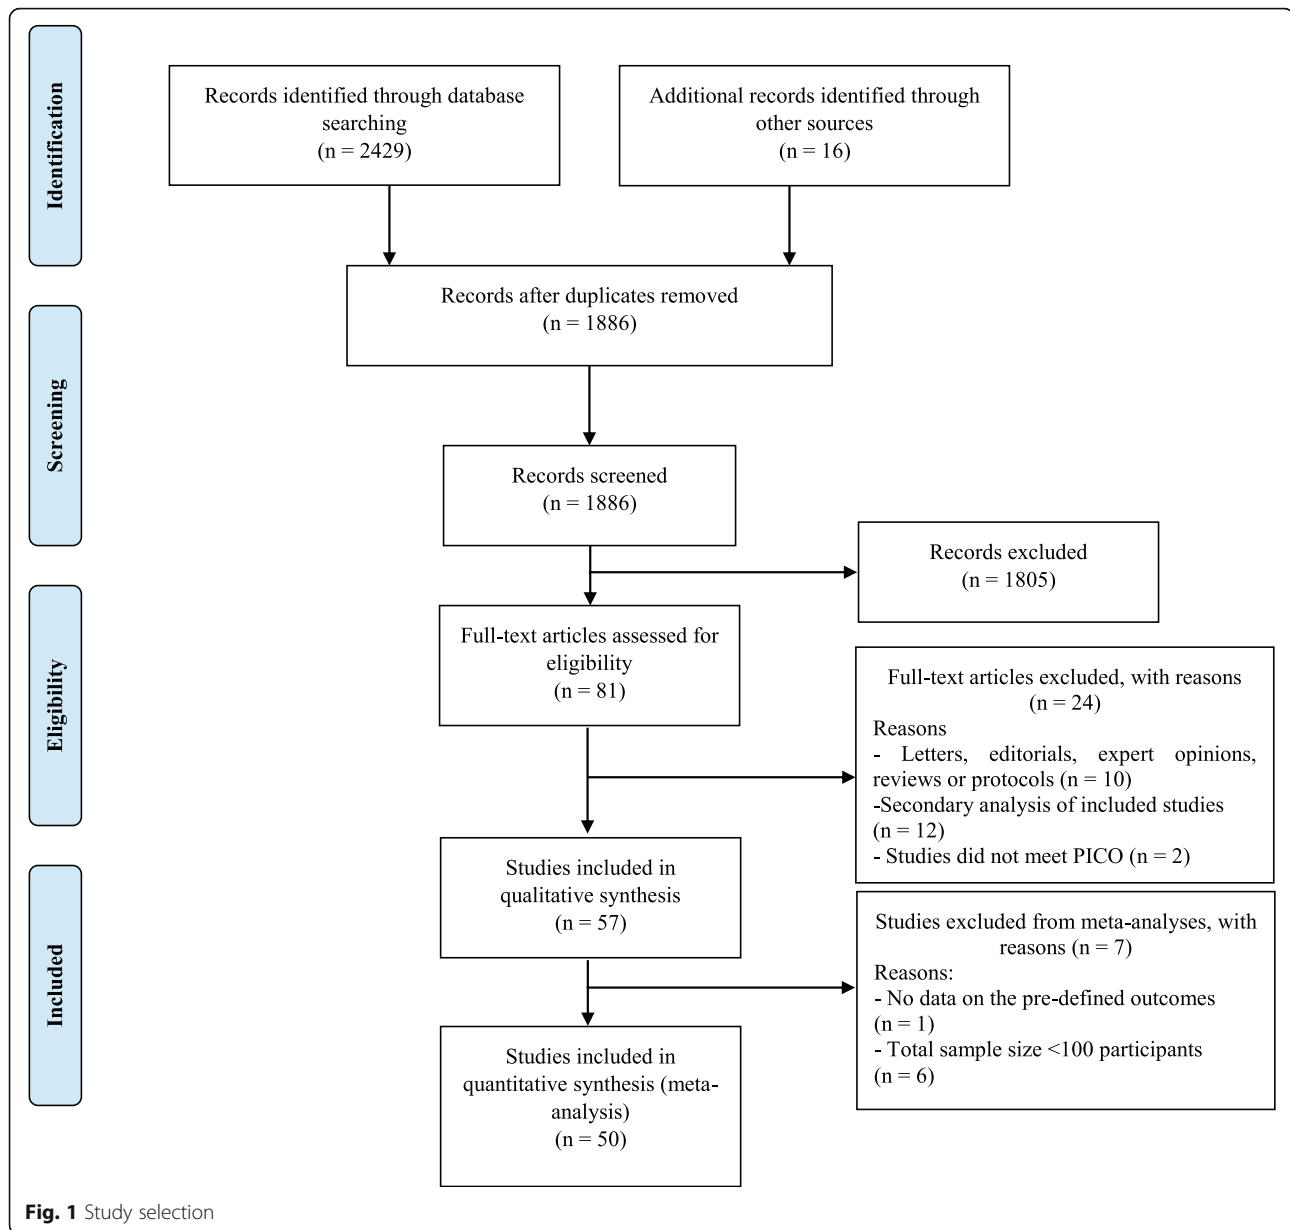 Identification
Records identified through database
searching
(n = 2429)
Additional records identified through
other sources
(n = 16)
Records after duplicates removed
(n = 1886)
Screening
Records screened
(n = 1886)
Records excluded
(n = 1805)
Eligibility
Full-text articles assessed for
eligibility
(n = 81)
Full-text articles excluded, with reasons
(n = 24)
Reasons
- Letters, editorials, expert opinions,
reviews or protocols (n = 10)
-Secondary analysis of included studies
(n = 12)
- Studies did not meet PICO (n = 2)
Included
Studies included in
qualitative synthesis
(n = 57)
Studies excluded from meta-analyses, with
reasons (n = 7)
Reasons:
- No data on the pre-defined outcomes
(n = 1)
- Total sample size <100 participants
(n = 6)
Studies included in
quantitative synthesis (meta-
analysis)
(n = 50)
Fig. 1 Study selection